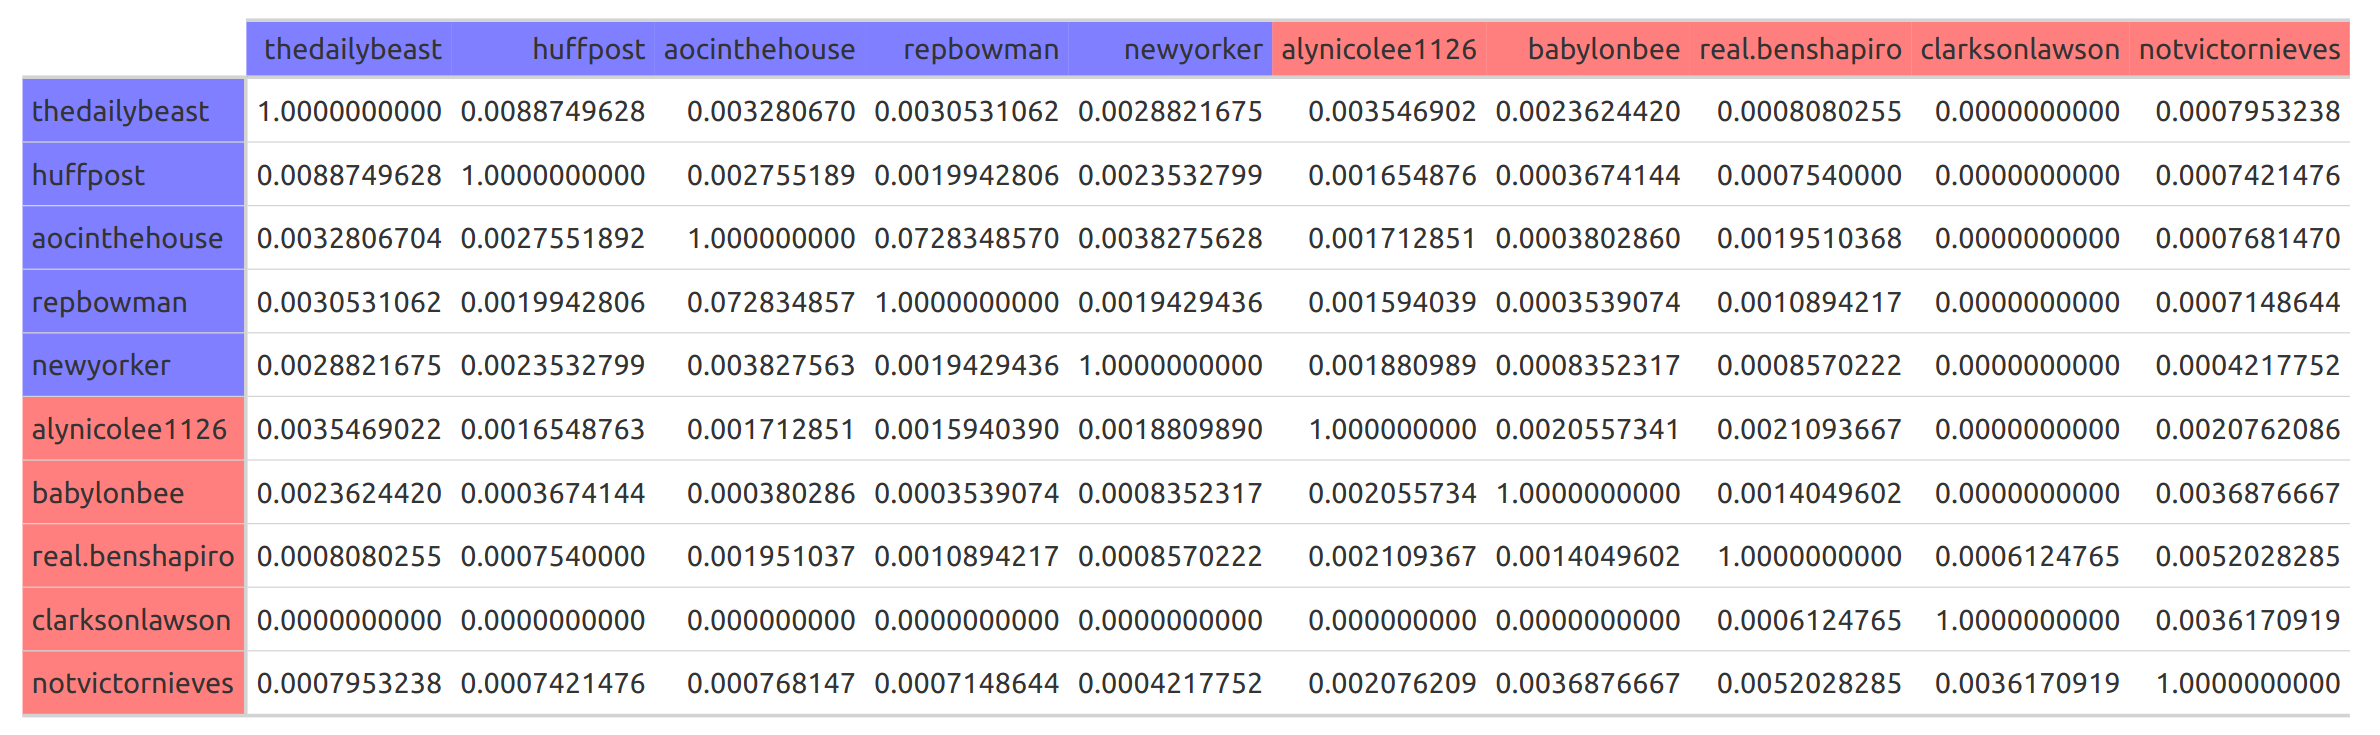 thedailybeast huffpost aocinthehouse repbowman newyorker alynicolee1126 babylonbee real.benshapiro clarksonlawson notvictornieves
thedailybeast 1.0000000000 0.0088749628 0.003280670 0.0030531062 0.0028821675 0.003546902 0.0023624420 0.0008080255 0.0000000000 0.0007953238
huffpost 0.0088749628 1.0000000000 0.002755189 0.0019942806 0.0023532799 0.001654876 0.0003674144 0.0007540000 0.0000000000 0.0007421476
aocinthehouse 0.0032806704 0.0027551892 1.000000000 0.0728348570 0.0038275628 0.001712851 0.0003802860 0.0019510368 0.0000000000 0.0007681470
repbowman 0.0030531062 0.0019942806 0.072834857 1.0000000000 0.0019429436 0.001594039 0.0003539074 0.0010894217 0.0000000000 0.0007148644
newyorker 0.0028821675 0.0023532799 0.003827563 0.0019429436 1.0000000000 0.001880989 0.0008352317 0.0008570222 0.0000000000 0.0004217752
alynicolee1126 0.0035469022 0.0016548763 0.001712851 0.0015940390 0.0018809890 1.000000000 0.0020557341 0.0021093667 0.0000000000 0.0020762086
babylonbee 0.0023624420 0.0003674144 0.000380286 0.0003539074 0.0008352317 0.002055734 1.0000000000 0.0014049602 0.0000000000 0.0036876667
real.benshapiro 0.0008080255 0.0007540000 0.001951037 0.0010894217 0.0008570222 0.002109367 0.0014049602 1.0000000000 0.0006124765 0.0052028285
clarksonlawson 0.0000000000 0.0000000000 0.000000000 0.0000000000 0.0000000000 0.000000000 0.0000000000 0.0006124765 1.0000000000 0.0036170919
notvictornieves 0.0007953238 0.0007421476 0.000768147 0.0007148644 0.0004217752 0.002076209 0.0036876667 0.0052028285 0.0036170919 1.0000000000